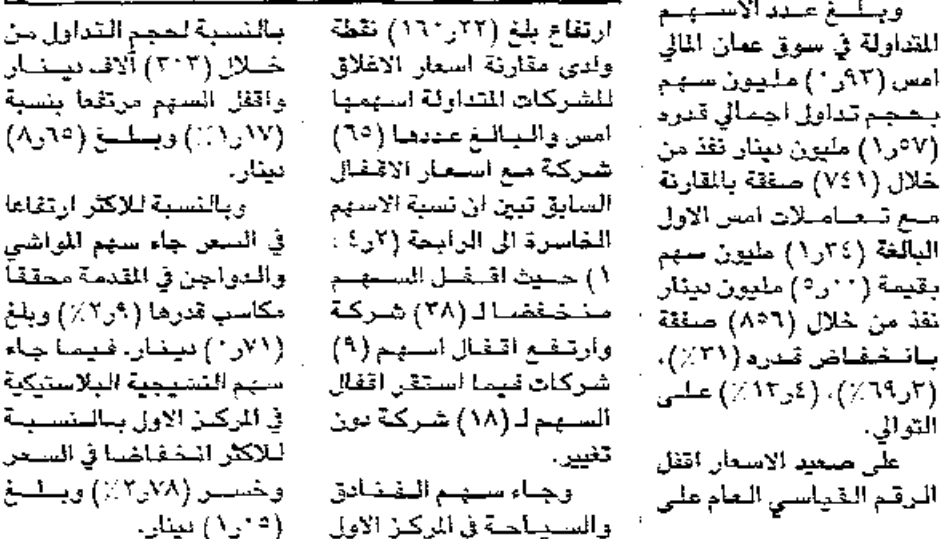 وبلغ عدد الاسهم
المتداولة في سوق عمان المالي
امس (٩٣ر٠) مليون سهم
بحجم تداول اجمالي قدره
(٥٧ر١) مليون دينار نفذ من
خلال (٧٤١) صفقة بالمقارنة
مع تعاملات امس الاول
البالغة (٣٤ر١) مليون سهم
بقيمة (٠٠ر٥) مليون دينار
نفذ من خلال (٨٥٦) صفقة
بانخفاض قدره (٣١٪)،
(٣ر٦٩٪)، (٤ر١٣٪) على
التوالي.
على صعيد الاسعار اقفل
الرقم القياسي العام على
ارتفاع بلغ (٢٢ر١٦٠) نقطة
ولدى مقارنة اسعار الاغلاق
للشركات المتداولة اسهمها
امس والبالغ عددها (٦٥)
شركة مع اسعار الاقفال
السابق تبين ان نسبة الاسهم
الخاسرة الى الرابحة (٢ر٤ :
١) حيث اقفل السهم
منخفضا لـ (٣٨) شركة
وارتفع اقفال اسهم (٩)
شركات فيما استقر اقفال
السهم لـ (١٨) شركة دون
تغيير.
وجاء سهم الفنادق
والسياحة في المركز الاول
بالنسبة لحجم التداول من
خلال (٣٠٣) آلاف دينار
واقفل السهم مرتفعا بنسبة
(١٧ر١٪) وبلغ (٦٥ر٨)
دينار.
وبالنسبة للاكثر ارتفاعا
في السعر جاء سهم المواشي
والدواجن في المقدمة محققا
مكاسب قدرها (٩ر٢٪) وبلغ
(٧١ر٠) دينار. فيما جاء
سهم النسيجية البلاستيكية
في المركز الاول بالنسبة
للاكثر انخفاضا في السعر
وخسر (٧٨ر٢٪) وبلغ
(٠٥ر١) دينار.